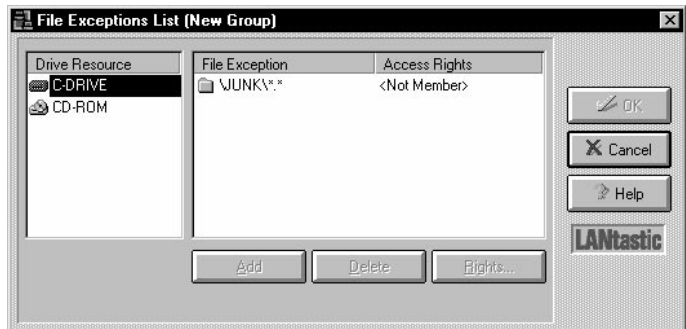 File Exceptions List (New Group)
Drive Resource
C-DRIVE
CD-ROM
File Exception Access Rights
\JUNK\*.* <Not Member>
OK
Cancel
Help
LANtastic
Add Delete Rights...